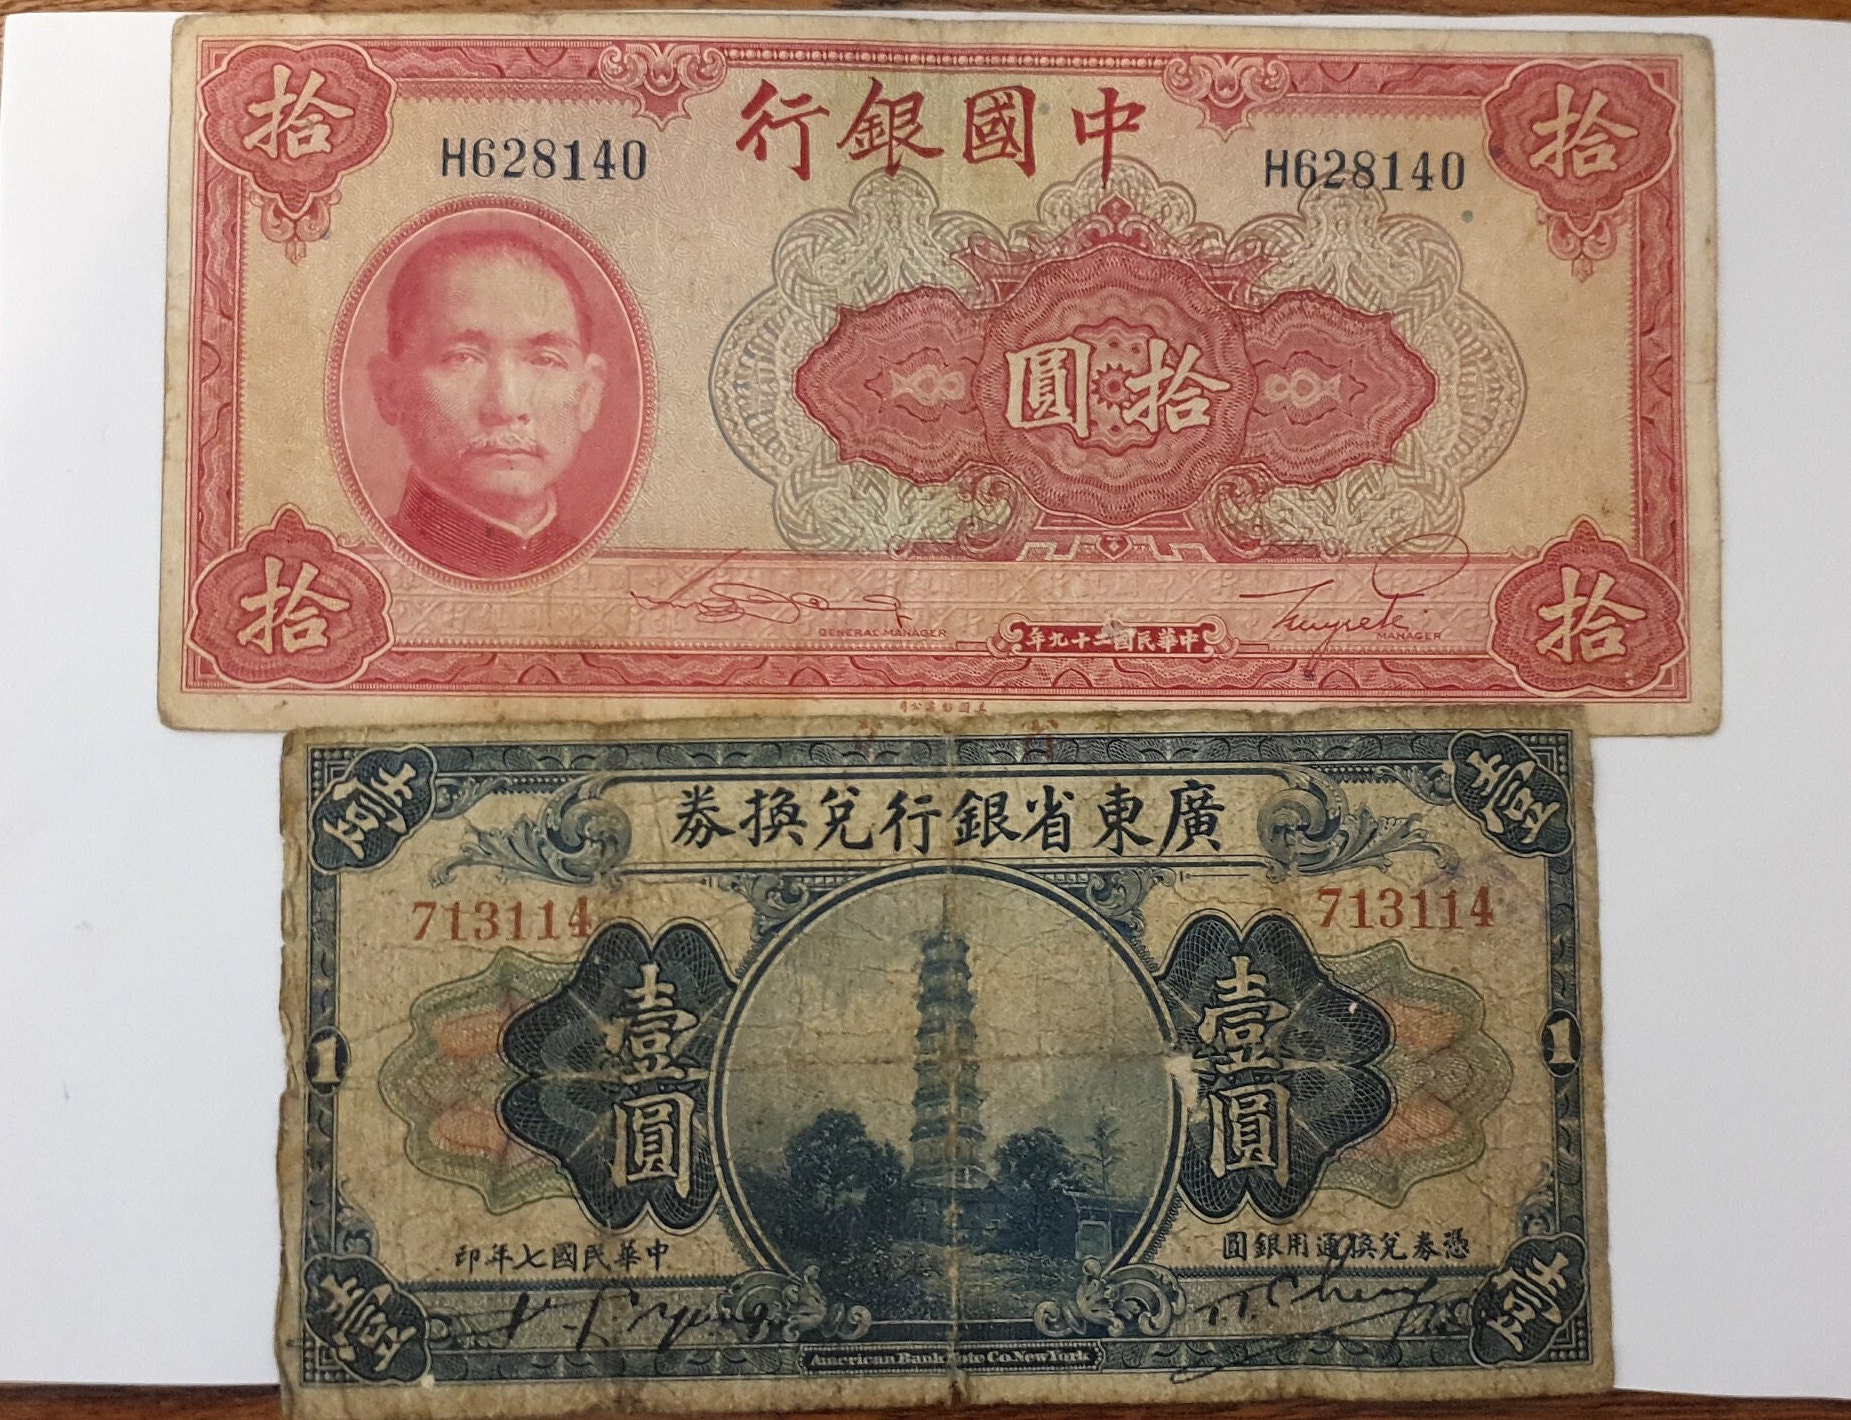 拾
中國銀行
拾
H628140
H628140
拾圓
GENERAL MANAGER
中華民國二十九年
MANAGER
拾
拾
壹
廣東省銀行兌換券
壹
713114
713114
壹圓
壹圓
1
1
憑券兌換通用銀圓
中華民國七年印
壹
壹
American Bank Note Co. New York